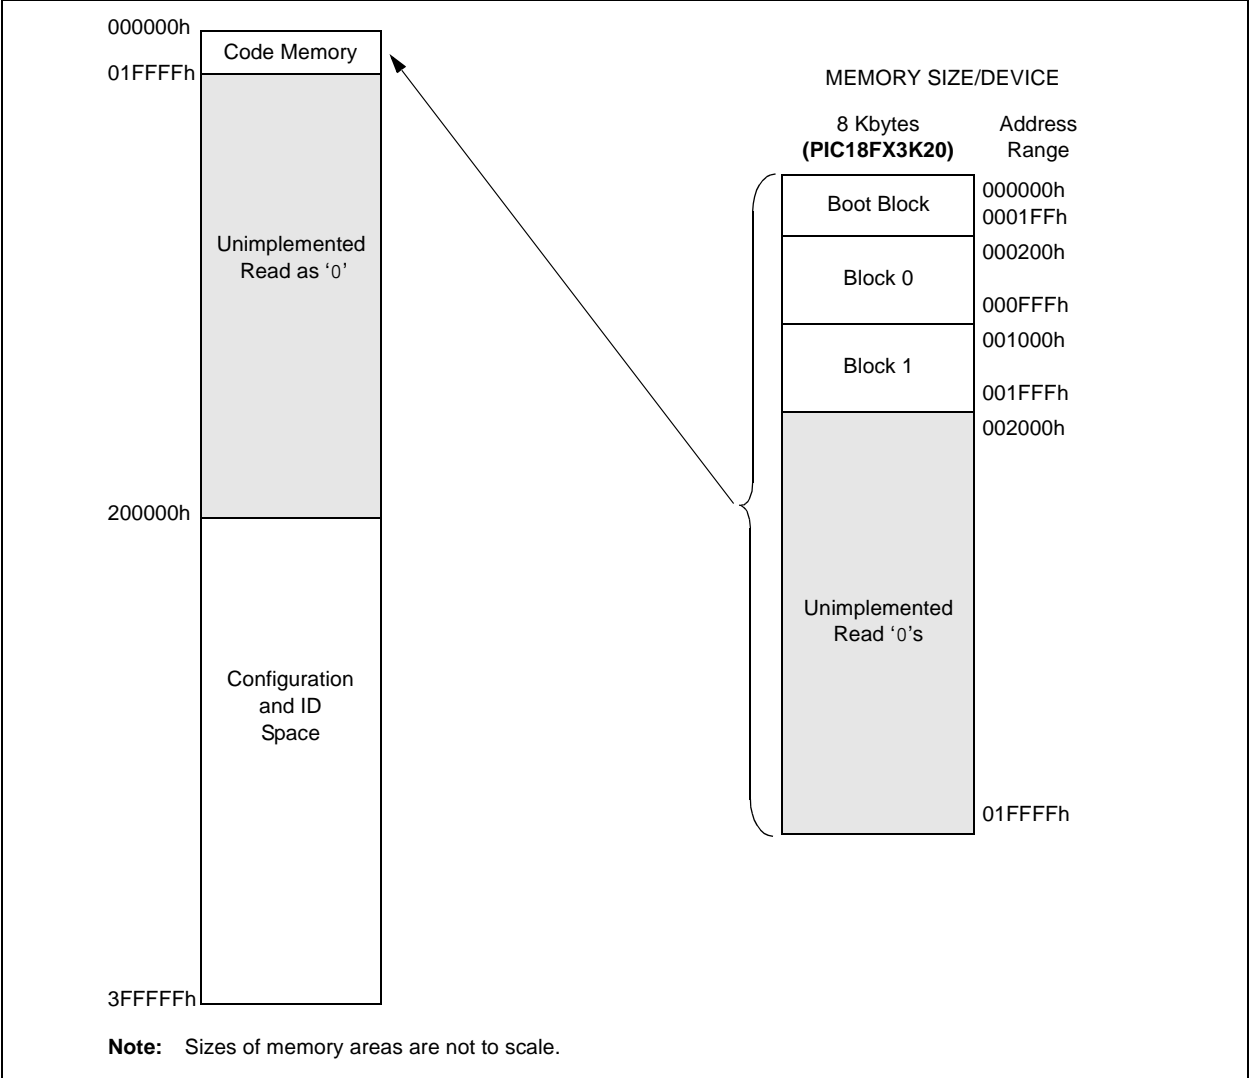 000000h
Code Memory
01FFFFh
Unimplemented
Read as ‘0’
200000h
Configuration
and ID
Space
3FFFFFh
MEMORY SIZE/DEVICE
8 Kbytes
(PIC18FX3K20)
Address
Range
Boot Block
000000h
0001FFh
Block 0
000200h
000FFFh
Block 1
001000h
001FFFh
002000h
Unimplemented
Read ‘0’s
01FFFFh
Note: Sizes of memory areas are not to scale.